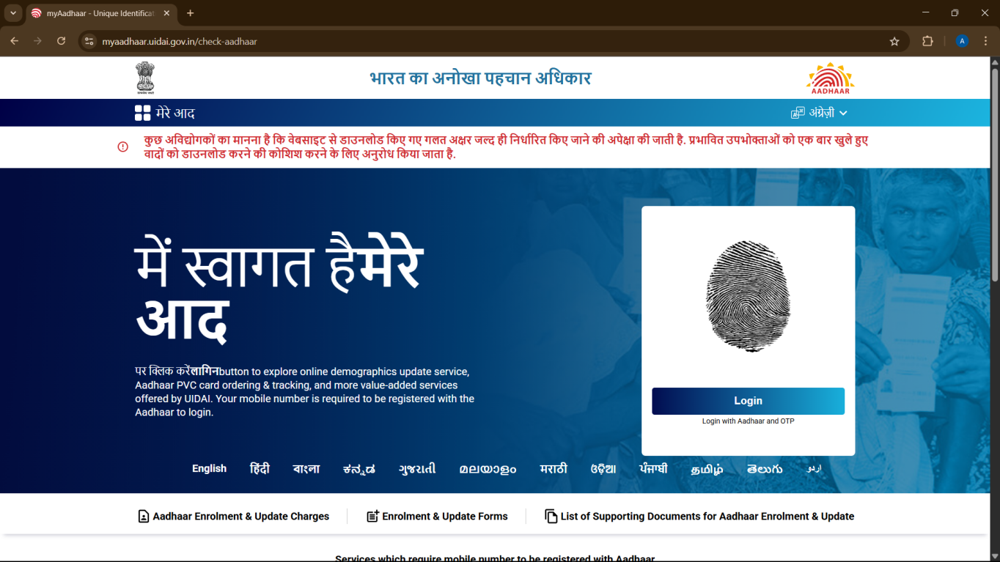 myAadhaar - Unique Identificat
myaadhaar.uidai.gov.in/check-aadhaar
A
भारत का अनोखा पहचान अधिकार
AADHAAR
मेरे आद
अंग्रेज़ी
कुछ अविद्योगकों का मानना है कि वेबसाइट से डाउनलोड किए गए गलत अक्षर जल्द ही निर्धारित किए जाने की अपेक्षा की जाती है. प्रभावित उपभोक्ताओं को एक बार खुले हुए
वादों को डाउनलोड करने की कोशिश करने के लिए अनुरोध किया जाता है.
में स्वागत हैमेरे
आद
पर क्लिक करेंलागिनbutton to explore online demographics update service,
Aadhaar PVC card ordering & tracking, and more value-added services
offered by UIDAI. Your mobile number is required to be registered with the
Aadhaar to login.
Login
Login with Aadhaar and OTP
English हिंदी বাংলা ಕನ್ನಡ ગુજરાતી മലയാളം मराठी ଓଡ଼ିଆ ਪੰਜਾਬੀ தமிழ் తెలుగు اردو
Aadhaar Enrolment & Update Charges Enrolment & Update Forms List of Supporting Documents for Aadhaar Enrolment & Update
Services which require mobile number to be registered with Aadhaar